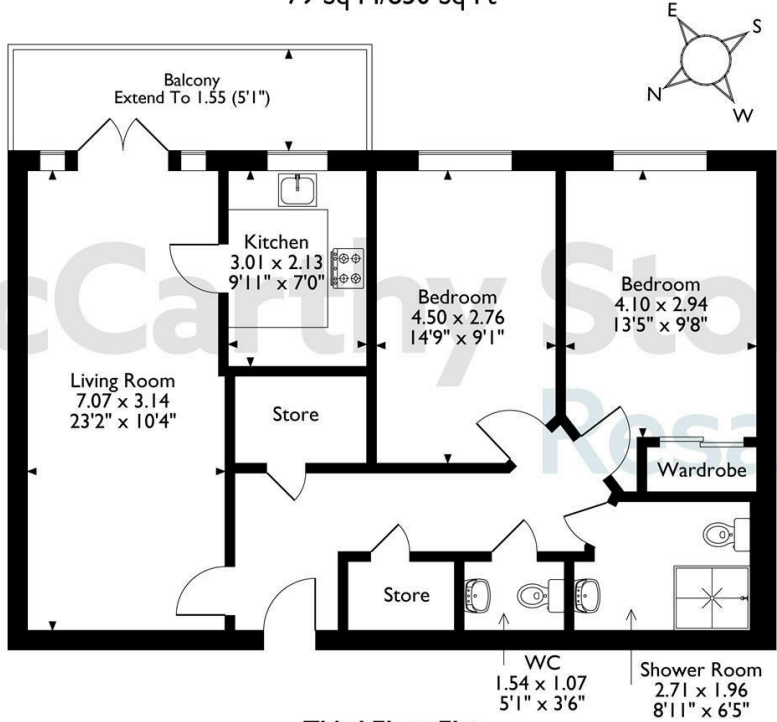 79 Sq M/850 Sq Ft
E
S
N
W
Balcony
Extend To 1.55 (5'1")
Kitchen
3.01 x 2.13
9'11" x 7'0"
Bedroom
4.50 x 2.76
14'9" x 9'1"
Bedroom
4.10 x 2.94
13'5" x 9'8"
Living Room
7.07 x 3.14
23'2" x 10'4"
Store
Wardrobe
Store
WC
1.54 x 1.07
5'1" x 3'6"
Shower Room
2.71 x 1.96
8'11" x 6'5"
cCarthy Sto
Resa